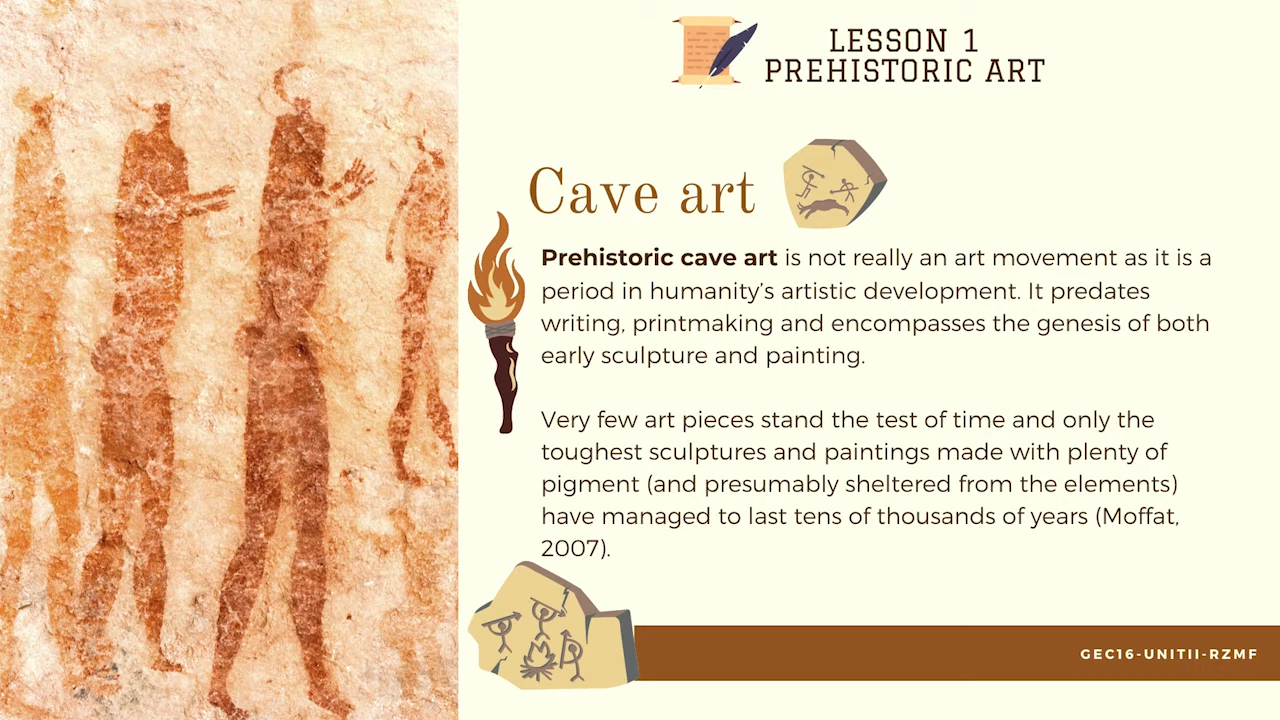 LESSON 1
PREHISTORIC ART
Cave art
Prehistoric cave art is not really an art movement as it is a
period in humanity's artistic development. It predates
writing, printmaking and encompasses the genesis of both
early sculpture and painting.
Very few art pieces stand the test of time and only the
toughest sculptures and paintings made with plenty of
pigment (and presumably sheltered from the elements)
have managed to last tens of thousands of years (Moffat,
2007).
GEC16-UNITII-RZMF